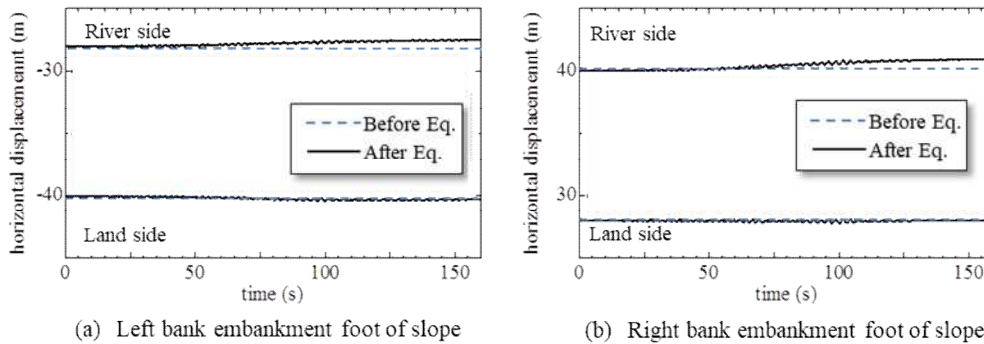 horizontal displacemennt (m)
River side
-30
Before Eq.
After Eq.
-40
Land side
0
50
100
150
time (s)
(a) Left bank embankment foot of slope
horizontal displacemennt (m)
River side
40
Before Eq.
After Eq.
30
Land side
0
50
100
150
time (s)
(b) Right bank embankment foot of slope